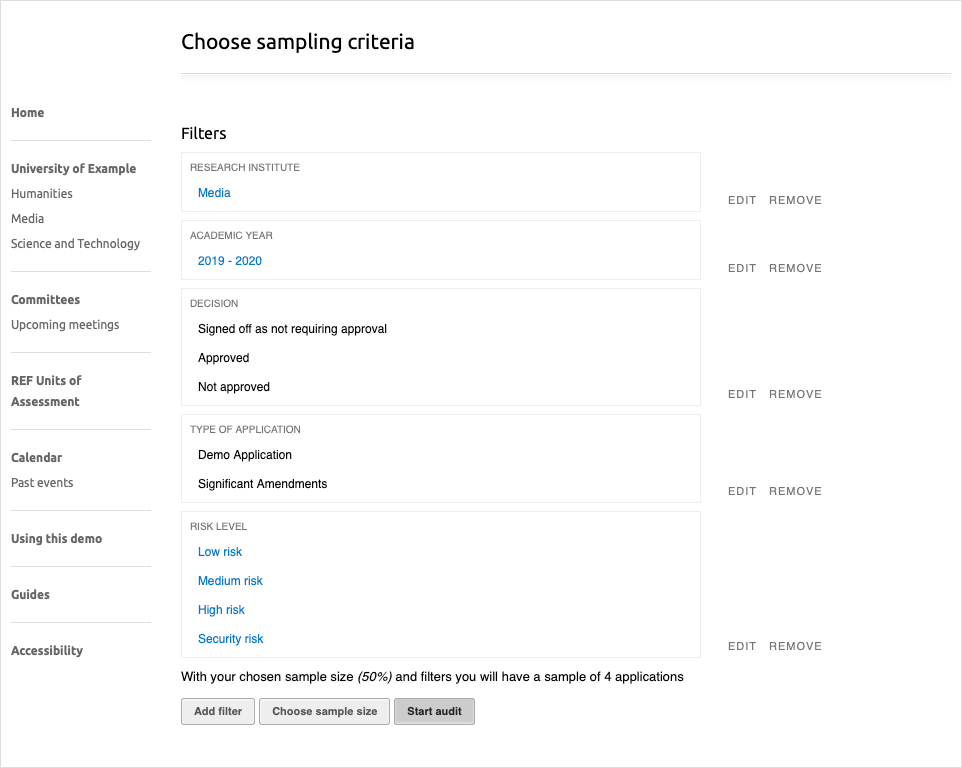 Choose sampling criteria
Home
University of Example
Humanities
Media
Science and Technology
Committees
Upcoming meetings
REF Units of
Assessment
Calendar
Past events
Using this demo
Guides
Accessibility
Filters
RESEARCH INSTITUTE
Media
EDIT REMOVE
ACADEMIC YEAR
2019 - 2020
EDIT REMOVE
DECISION
Signed off as not requiring approval
Approved
Not approved
EDIT REMOVE
TYPE OF APPLICATION
Demo Application
Significant Amendments
EDIT REMOVE
RISK LEVEL
Low risk
Medium risk
High risk
Security risk
EDIT REMOVE
With your chosen sample size (50%) and filters you will have a sample of 4 applications
Add filter Choose sample size Start audit